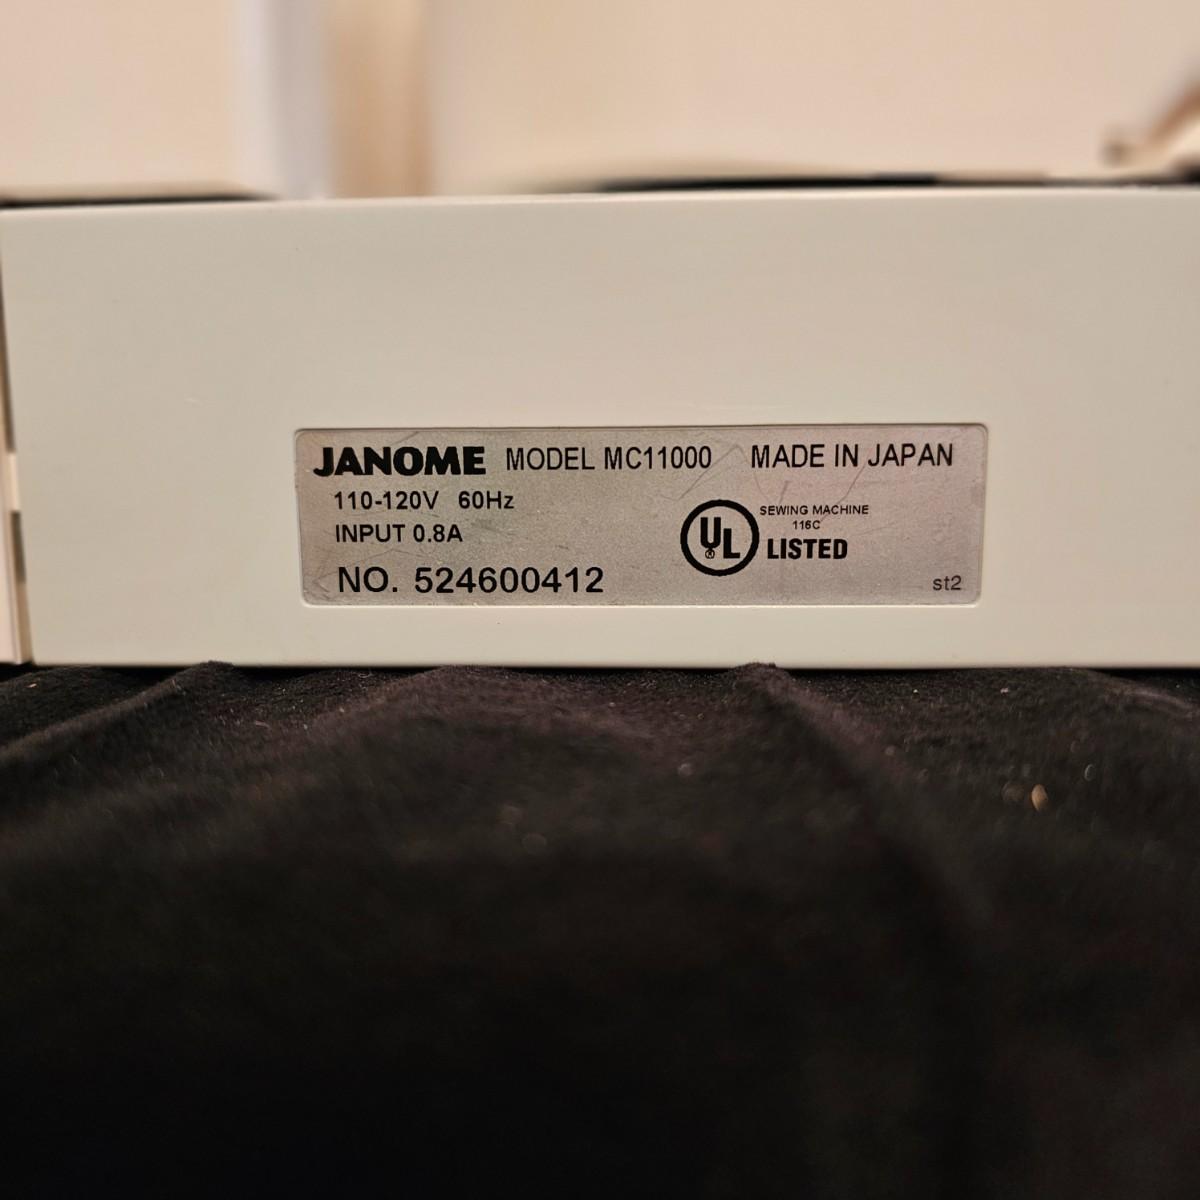 JANOME MODEL MC11000 MADE IN JAPAN
110-120V 60Hz
INPUT 0.8A
NO. 524600412
UL
®
SEWING MACHINE
116C
LISTED
st2